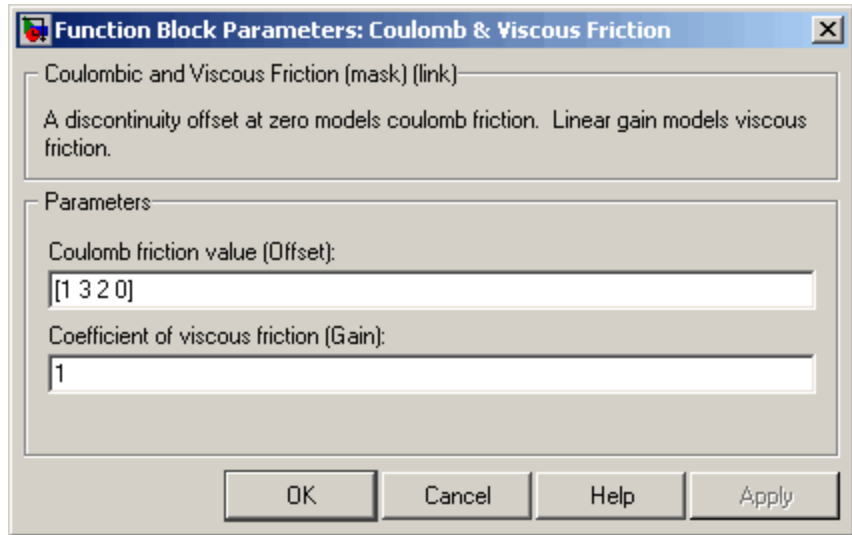 Function Block Parameters: Coulomb & Viscous Friction
Coulombic and Viscous Friction (mask) (link)
A discontinuity offset at zero models coulomb friction.  Linear gain models viscous
friction.
Parameters
Coulomb friction value (Offset):
[1 3 2 0]
Coefficient of viscous friction (Gain):
1
OK Cancel Help Apply